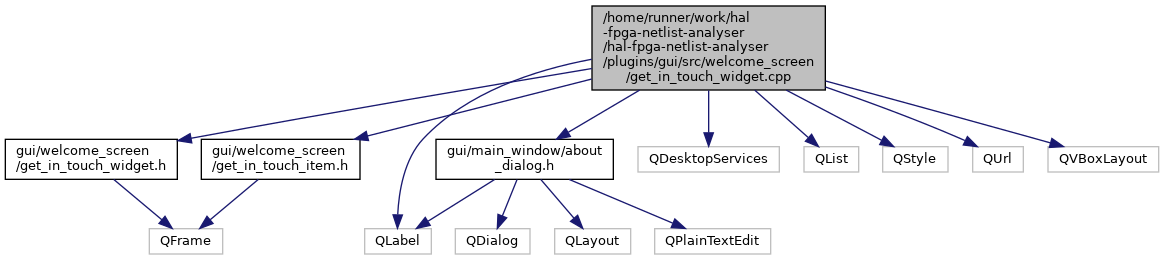 /home/runner/work/hal
-fpga-netlist-analyser
/hal-fpga-netlist-analyser
/plugins/gui/src/welcome_screen
/get_in_touch_widget.cpp
gui/welcome_screen
/get_in_touch_widget.h
gui/welcome_screen
/get_in_touch_item.h
gui/main_window/about
_dialog.h
QDesktopServices
QList
QStyle
QUrl
QVBoxLayout
QFrame
QLabel
QDialog
QLayout
QPlainTextEdit